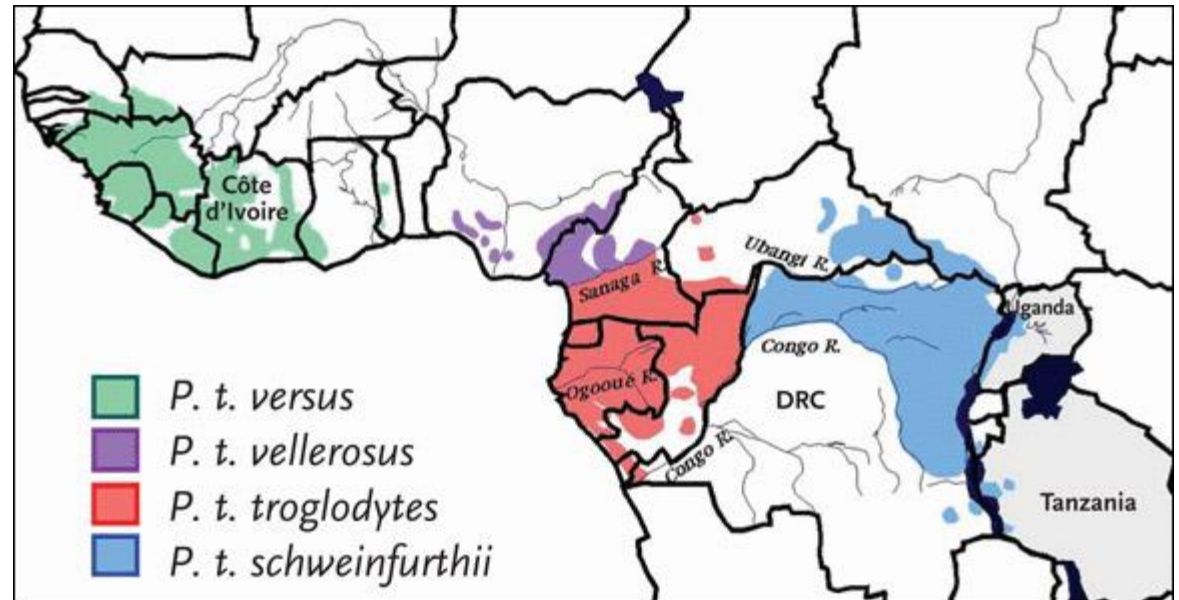 Côte
d'Ivoire
Ubangi R.
Sanaga R.
Uganda
Congo R.
Ogooué R.
DRC
Congo R.
Tanzania
P. t. versus
P. t. vellerosus
P. t. troglodytes
P. t. schweinfurthii